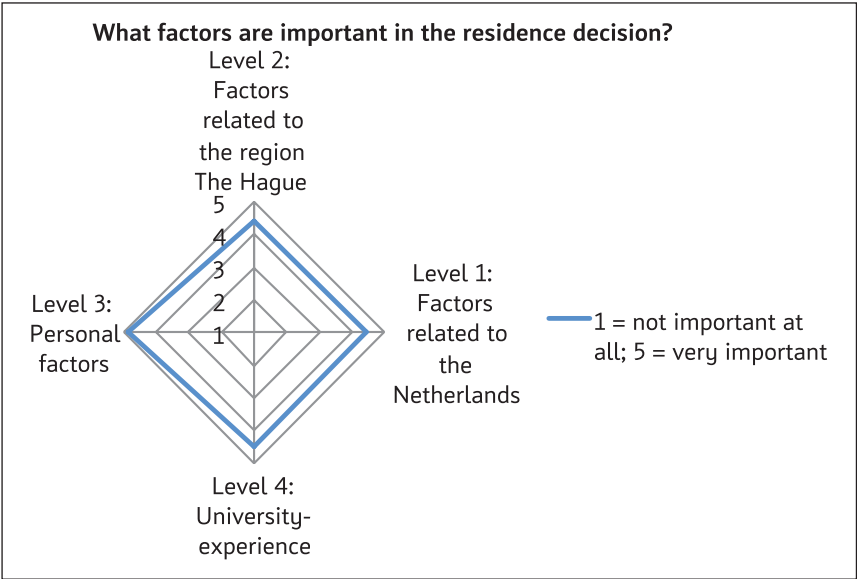 What factors are important in the residence decision?
Level 2:
Factors
related to
the region
The Hague
5
4
3
2
1
Level 3:
Personal
factors
Level 1:
Factors
related to
the
Netherlands
1 = not important at
all; 5 = very important
Level 4:
University-
experience